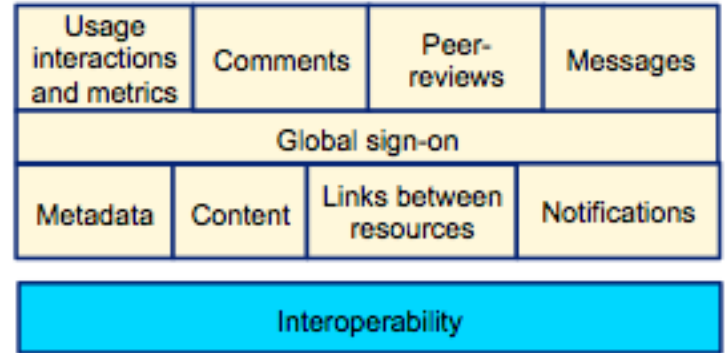 Usage
interactions
and metrics
Comments
Peer-
reviews
Messages
Global sign-on
Metadata
Content
Links between
resources
Notifications
Interoperability